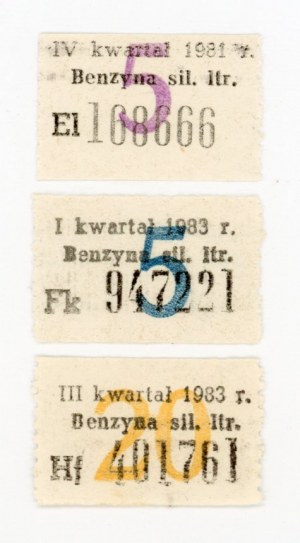 IV kwartał 1981 r.
Benzyna sil. ltr.
5
El 168666
I kwartał 1983 r.
Benzyna sil. ltr.
5
Fk 947221
III kwartał 1983 r.
Benzyna sil. ltr.
20
Hf 401761